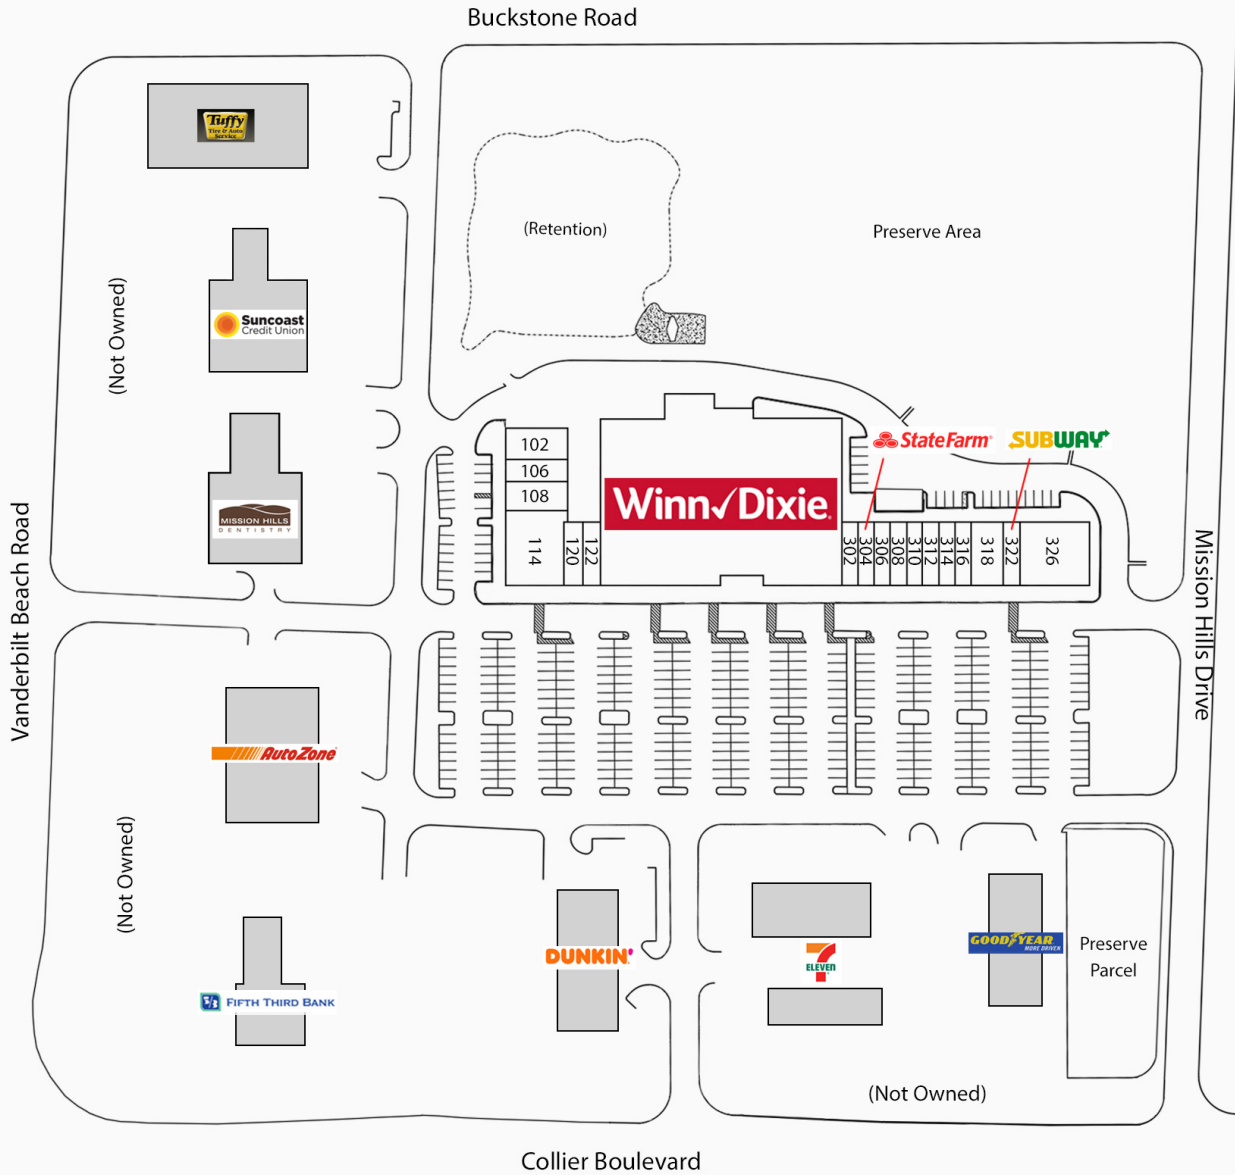 Buckstone Road
Tuffy
Tire & Auto
Service
(Retention)
Preserve Area
(Not Owned)
Suncoast
Credit Union
MISSION HILLS
DENTISTRY
102
106
108
114
120
122
Winn Dixie
StateFarm
SUBWAY
302
304
306
308
310
312
314
316
318
322
326
Vanderbilt Beach Road
Mission Hills Drive
AutoZone
(Not Owned)
FIFTH THIRD BANK
DUNKIN'
7
ELEVEN
GOODYEAR
MORE DRIVEN
Preserve
Parcel
(Not Owned)
Collier Boulevard